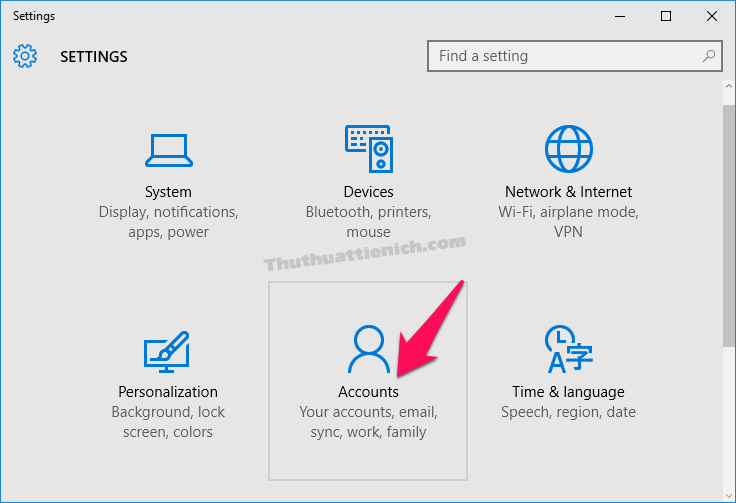 Settings
SETTINGS
Find a setting
System
Display, notifications,
apps, power
Devices
Bluetooth, printers,
mouse
Network & Internet
Wi-Fi, airplane mode,
VPN
Thuthuattienich.com
Personalization
Background, lock
screen, colors
Accounts
Your accounts, email,
sync, work, family
A字
Time & language
Speech, region, date